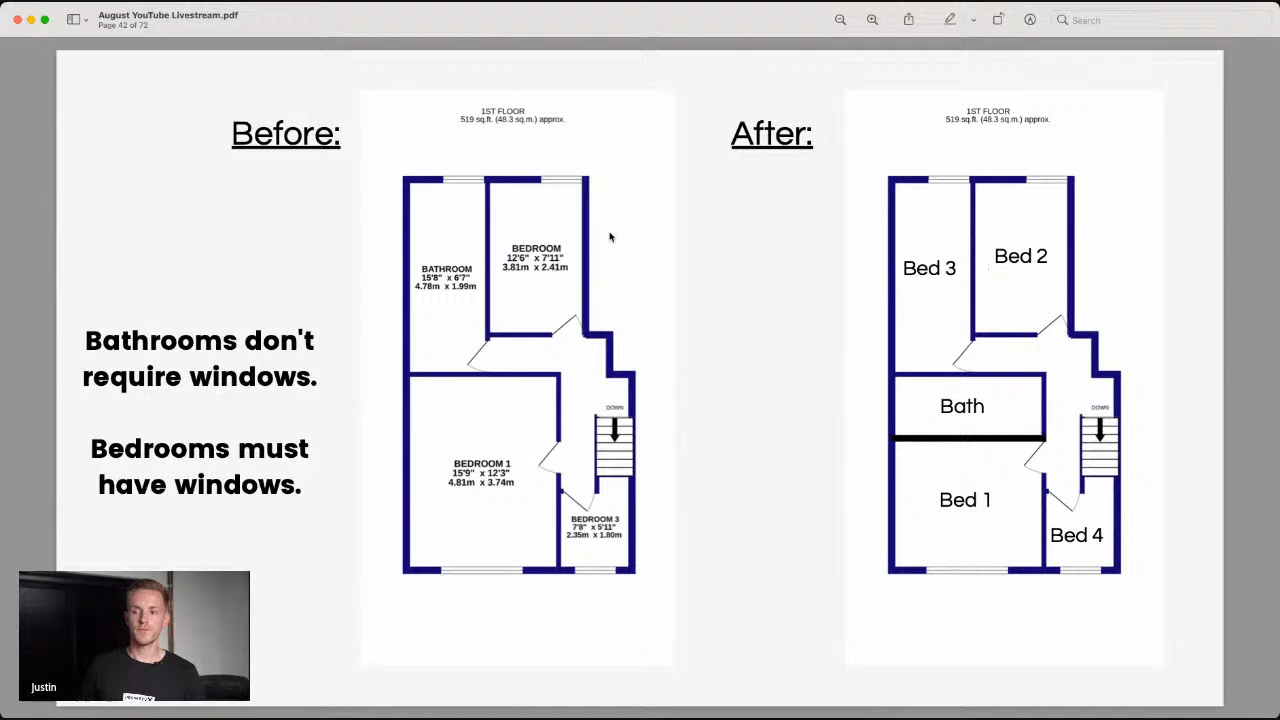 August YouTube Livestream.pdf
Page 42 of 72
Search
Before:
1ST FLOOR
519 sq.ft. (48.3 sq.m.) approx.
BATHROOM
15'8" x 6'7"
4.78m x 1.99m
BEDROOM
12'6" x 7'11"
3.81m x 2.41m
DOWN
BEDROOM 1
15'9" x 12'3"
4.81m x 3.74m
BEDROOM 3
7'8" x 5'11"
2.35m x 1.80m
After:
1ST FLOOR
519 sq.ft. (48.3 sq.m.) approx.
Bed 3
Bed 2
Bath
DOWN
Bed 1
Bed 4
Bathrooms don't
require windows.
Bedrooms must
have windows.
Justin